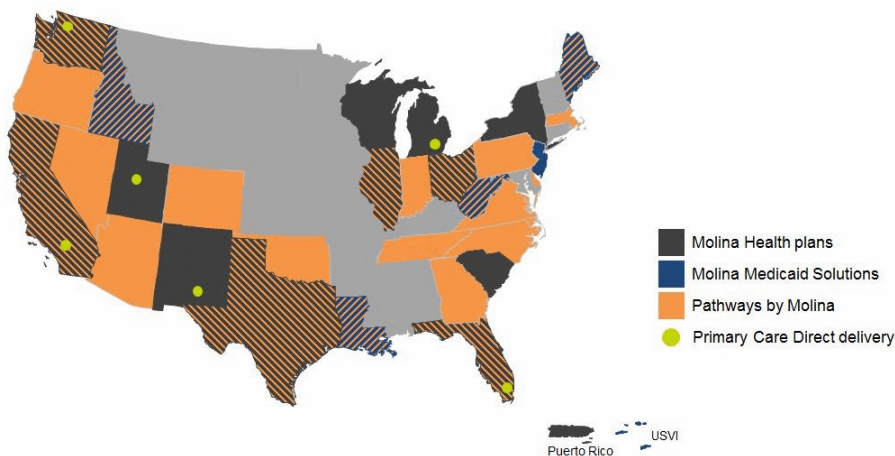 Molina Health plans
Molina Medicaid Solutions
Pathways by Molina
Primary Care Direct delivery
USVI
Puerto Rico